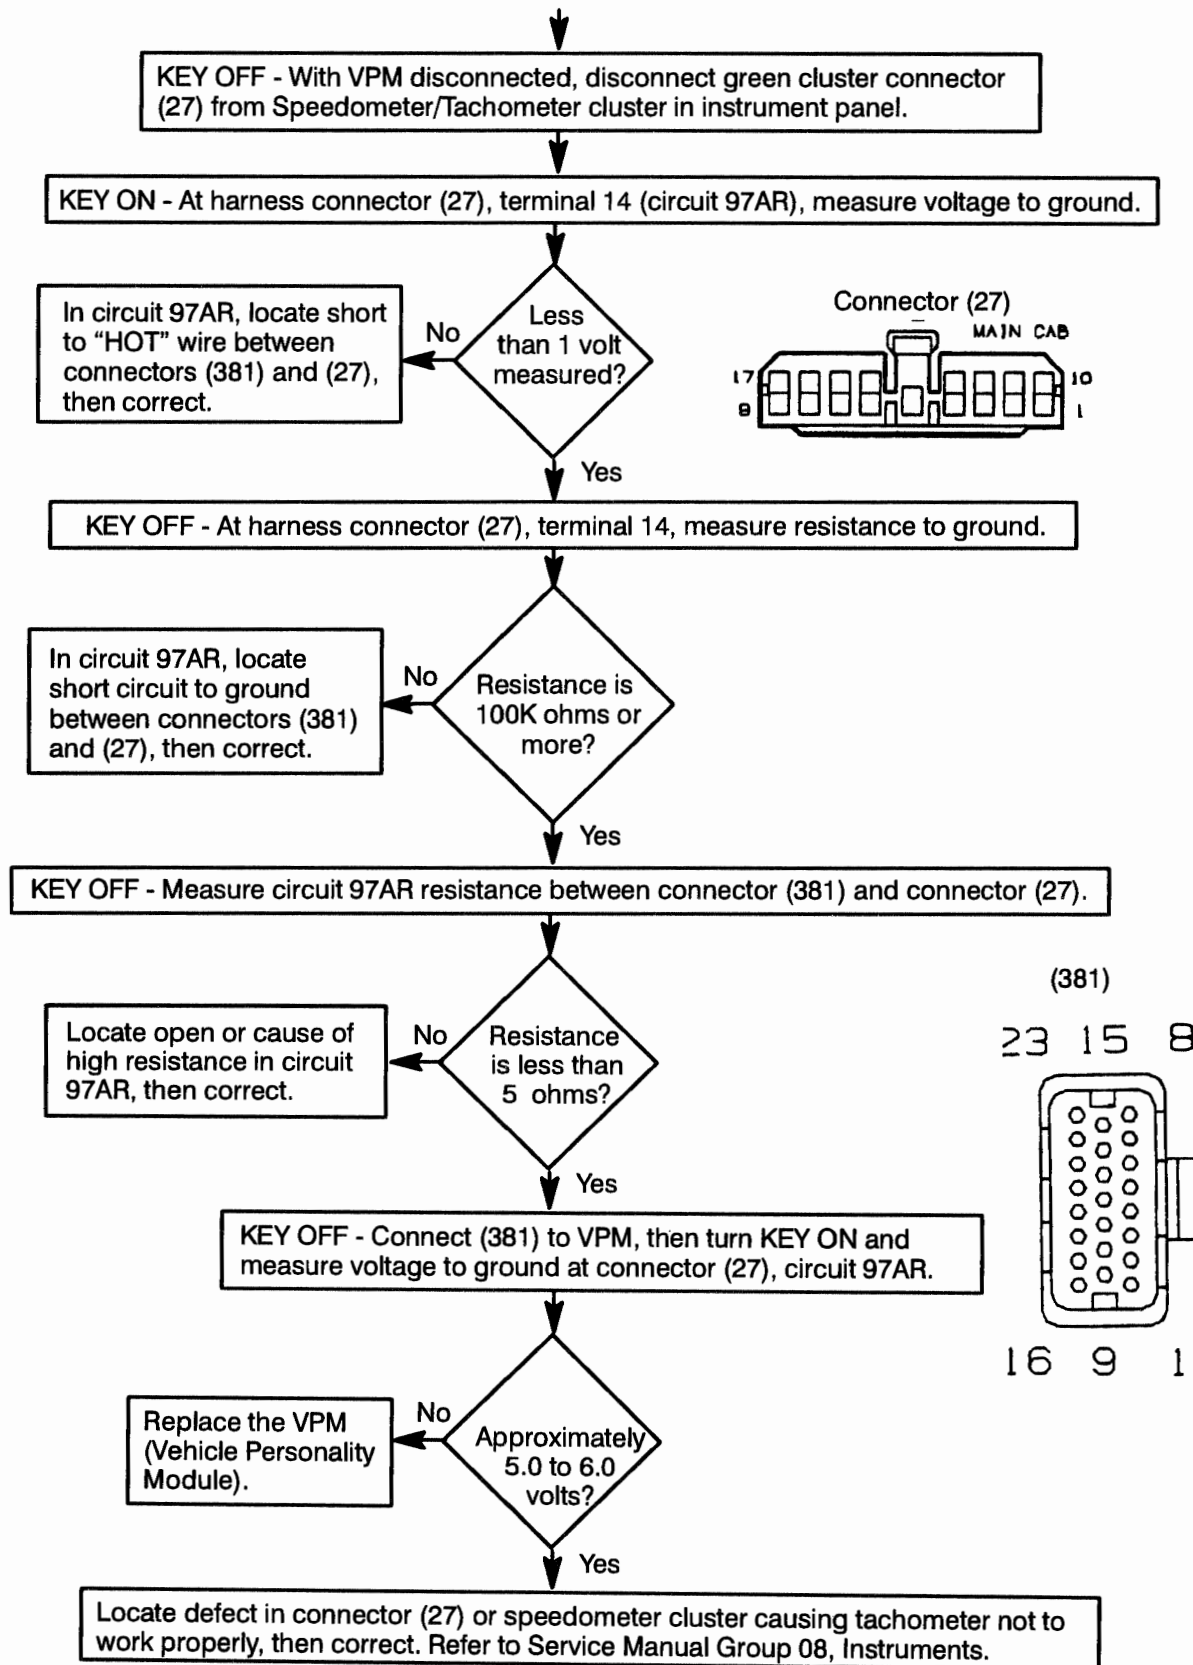 KEY OFF - With VPM disconnected, disconnect green cluster connector
(27) from Speedometer/Tachometer cluster in instrument panel.
KEY ON - At harness connector (27), terminal 14 (circuit 97AR), measure voltage to ground.
In circuit 97AR, locate short
to “HOT” wire between
connectors (381) and (27),
then correct.
No
Less
than 1 volt
measured?
Yes
Connector (27)
MAIN CAB
17
10
9
1
KEY OFF - At harness connector (27), terminal 14, measure resistance to ground.
In circuit 97AR, locate
short circuit to ground
between connectors (381)
and (27), then correct.
No
Resistance is
100K ohms or
more?
Yes
KEY OFF - Measure circuit 97AR resistance between connector (381) and connector (27).
Locate open or cause of
high resistance in circuit
97AR, then correct.
No
Resistance
is less than
5 ohms?
Yes
(381)
23 15 8
16 9 1
KEY OFF - Connect (381) to VPM, then turn KEY ON and
measure voltage to ground at connector (27), circuit 97AR.
Replace the VPM
(Vehicle Personality
Module).
No
Approximately
5.0 to 6.0
volts?
Yes
Locate defect in connector (27) or speedometer cluster causing tachometer not to
work properly, then correct. Refer to Service Manual Group 08, Instruments.